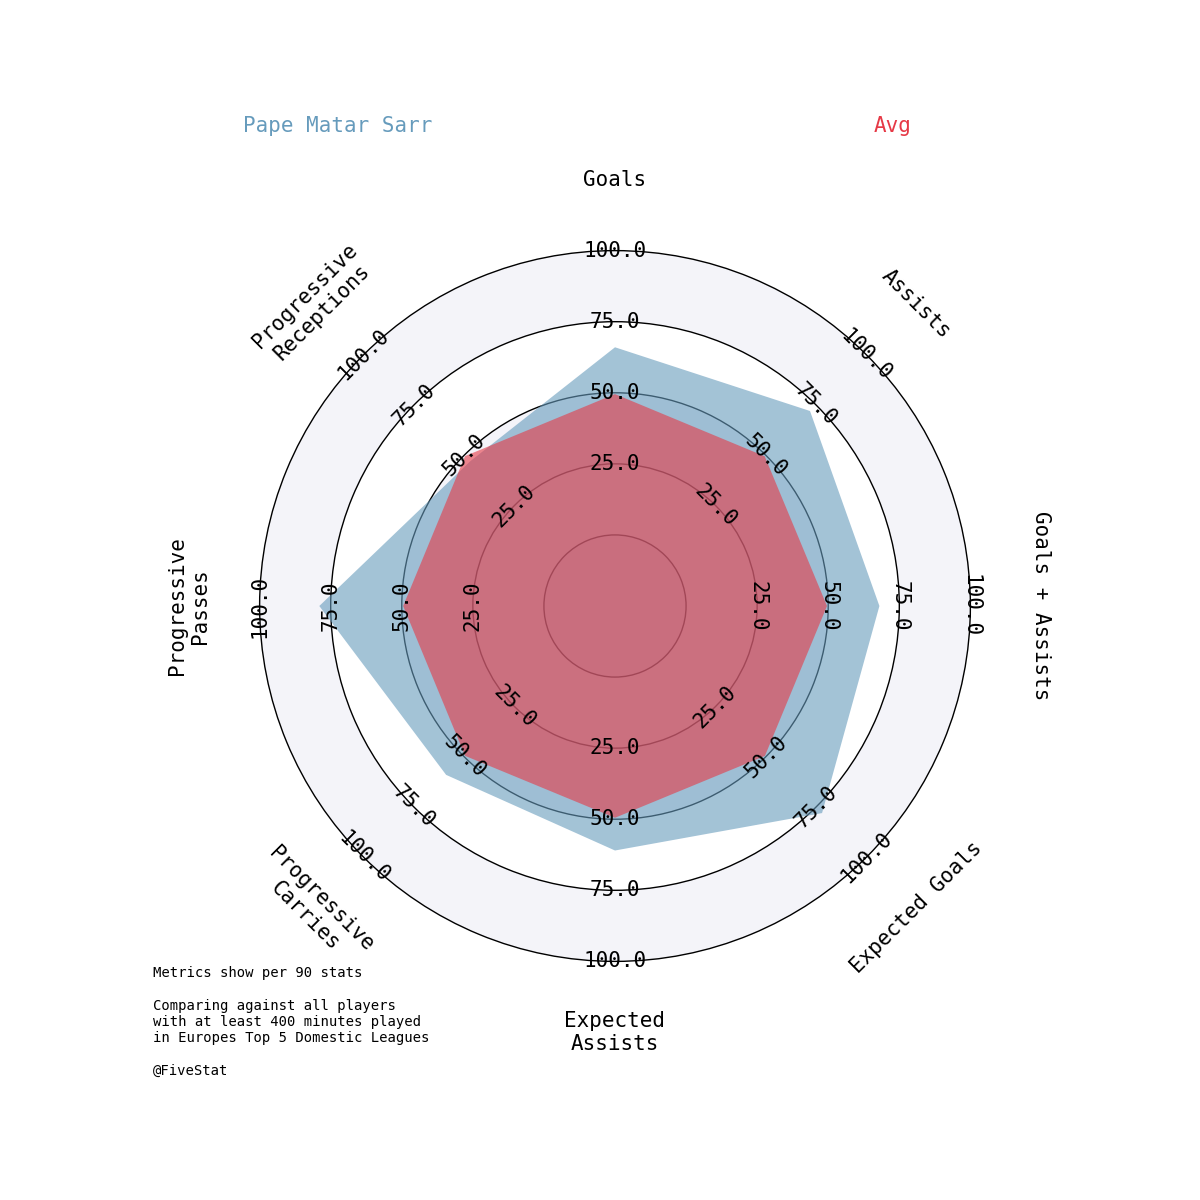 Pape Matar Sarr
Avg
Goals
Assists
Goals + Assists
Expected Goals
Expected
Assists
Progressive
Carries
Progressive
Passes
Progressive
Receptions
25.0
50.0
75.0
100.0
25.0
50.0
75.0
100.0
25.0
50.0
75.0
100.0
25.0
50.0
75.0
100.0
25.0
50.0
75.0
100.0
25.0
50.0
75.0
100.0
25.0
50.0
75.0
100.0
25.0
50.0
75.0
100.0
Metrics show per 90 stats
Comparing against all players
with at least 400 minutes played
in Europes Top 5 Domestic Leagues
@FiveStat